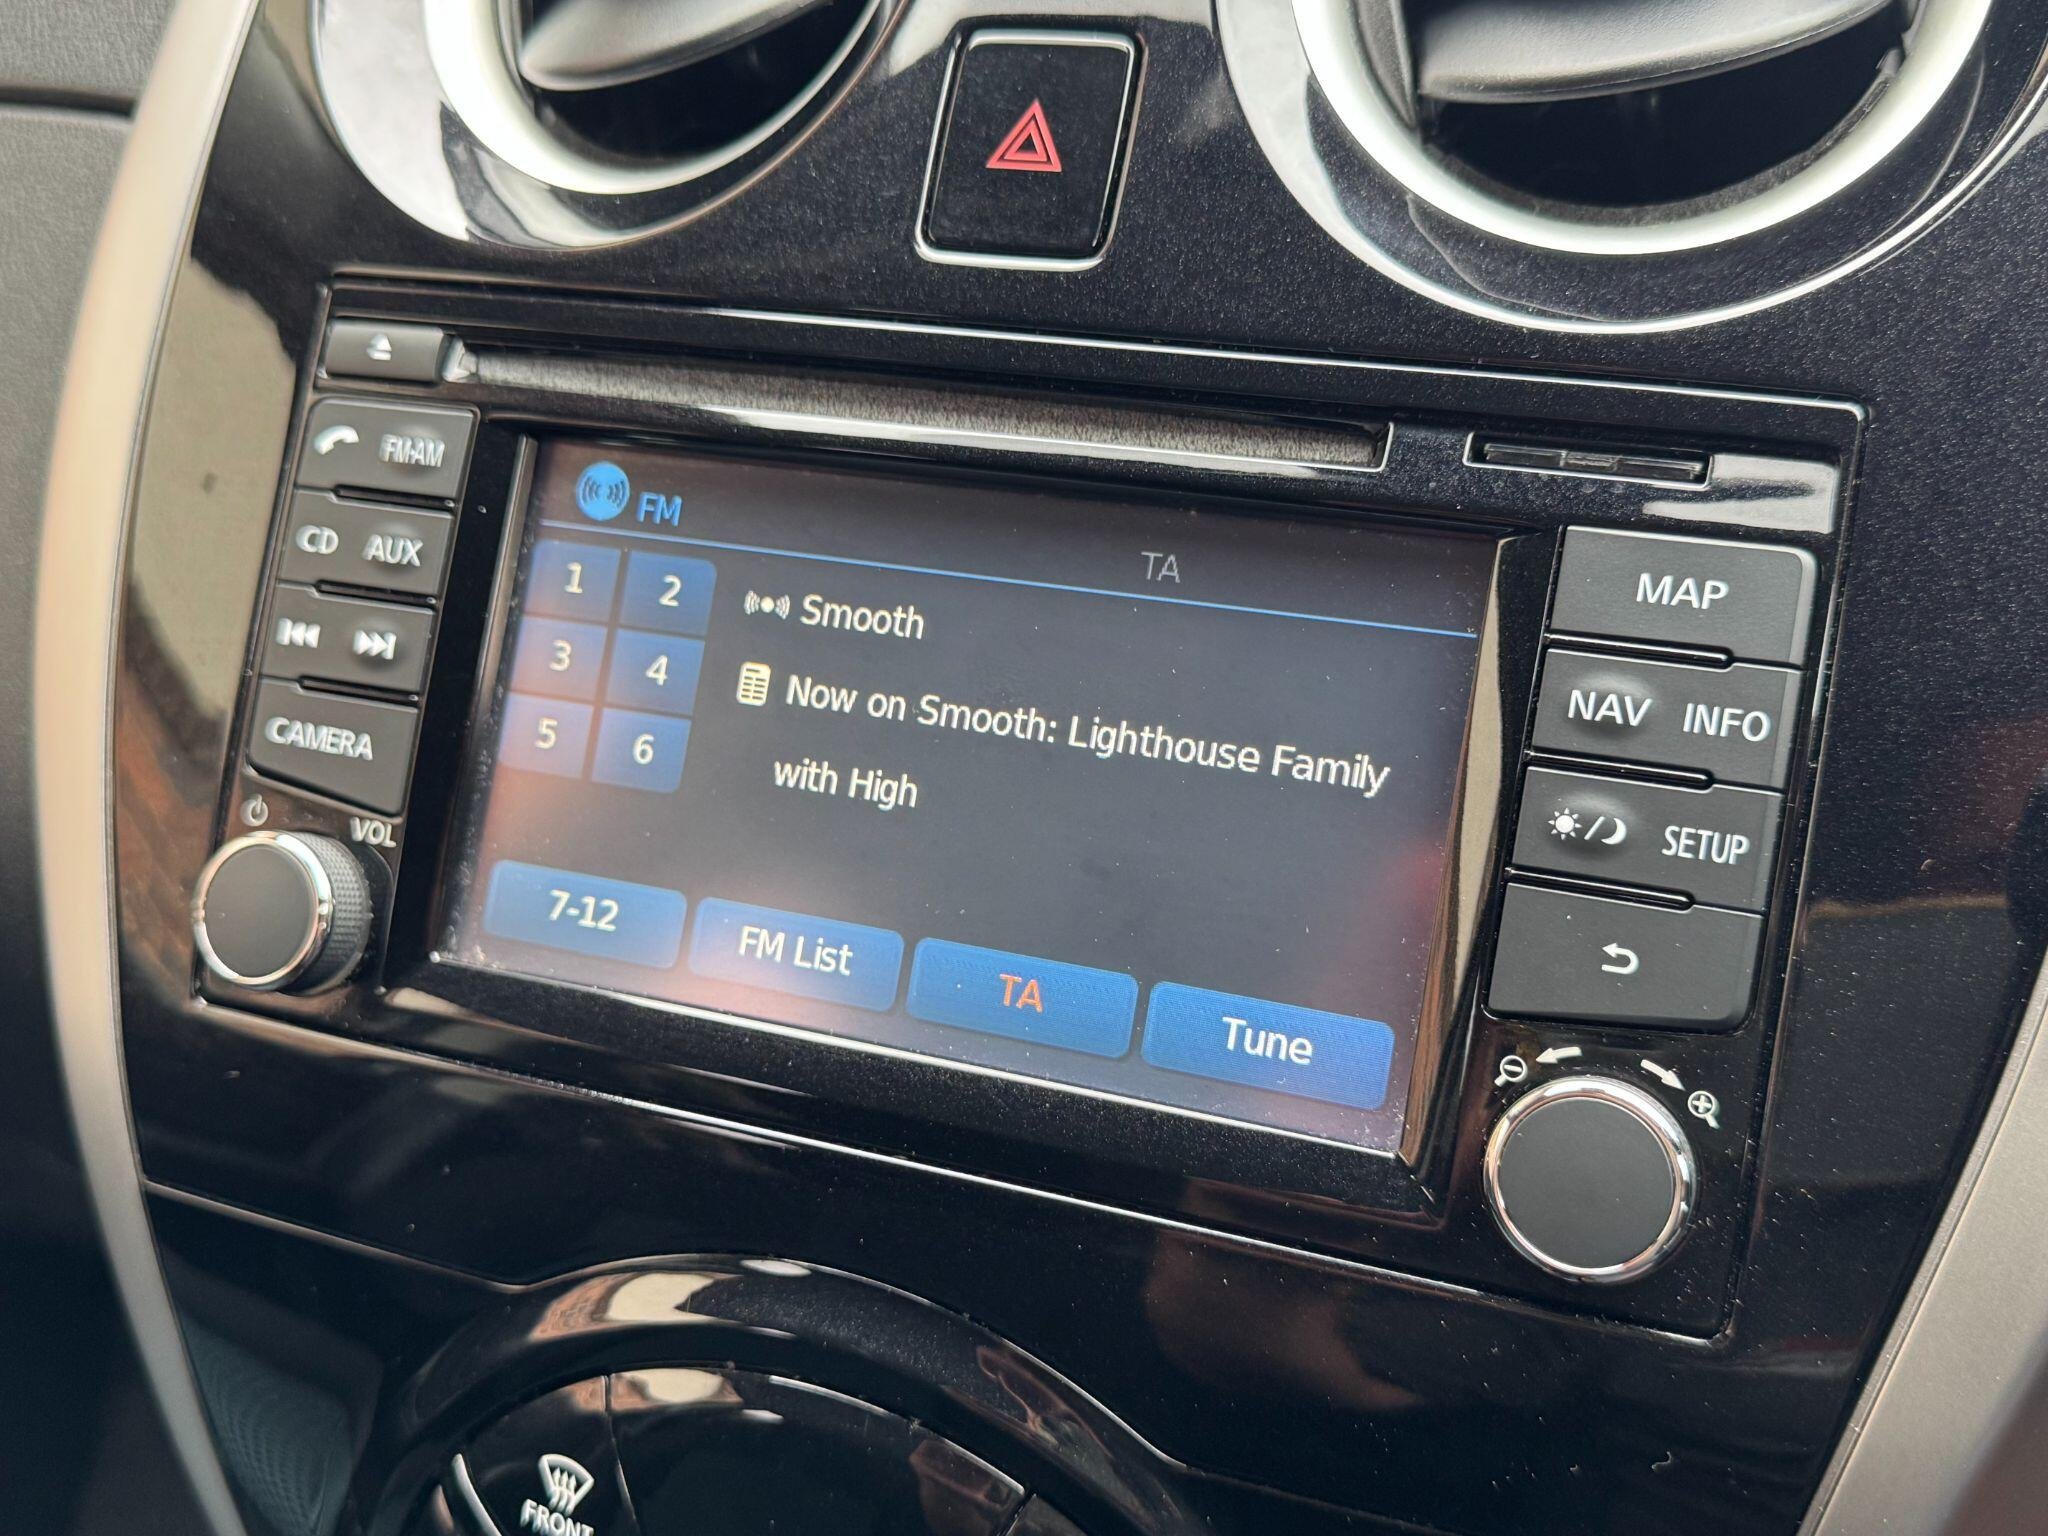 FM·AM
CD AUX
CAMERA
VOL
FM
TA
1 2
3 4
5 6
Smooth
Now on Smooth: Lighthouse Family
with High
7-12
FM List
TA
Tune
MAP
NAV INFO
SETUP
FRONT